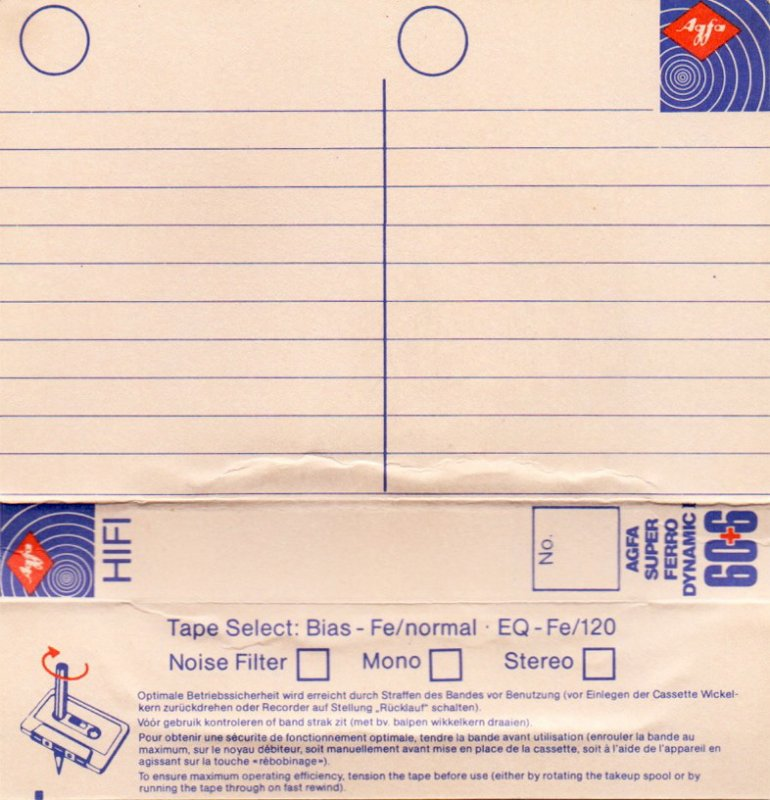 Agfa
Agfa
HIFI
No.
AGFA
SUPER
FERRO
DYNAMIC I
60+6
Tape Select: Bias - Fe/normal · EQ - Fe/120
Noise Filter Mono Stereo
Optimale Betriebssicherheit wird erreicht durch Straffen des Bandes vor Benutzung (vor Einlegen der Cassette Wickel-
kern zurückdrehen oder Recorder auf Stellung „Rücklauf" schalten).
Vóór gebruik kontroleren of band strak zit (met bv. balpen wikkelkern draaien).
Pour obtenir une sécurite de fonctionnement optimale, tendre la bande avant utilisation (enrouler la bande au
maximum, sur le noyau débiteur, soit manuellement avant mise en place de la cassette, soit à l'aide de l'appareil en
agissant sur la touche «rebobinage»).
To ensure maximum operating efficiency, tension the tape before use (either by rotating the takeup spool or by
running the tape through on fast rewind).